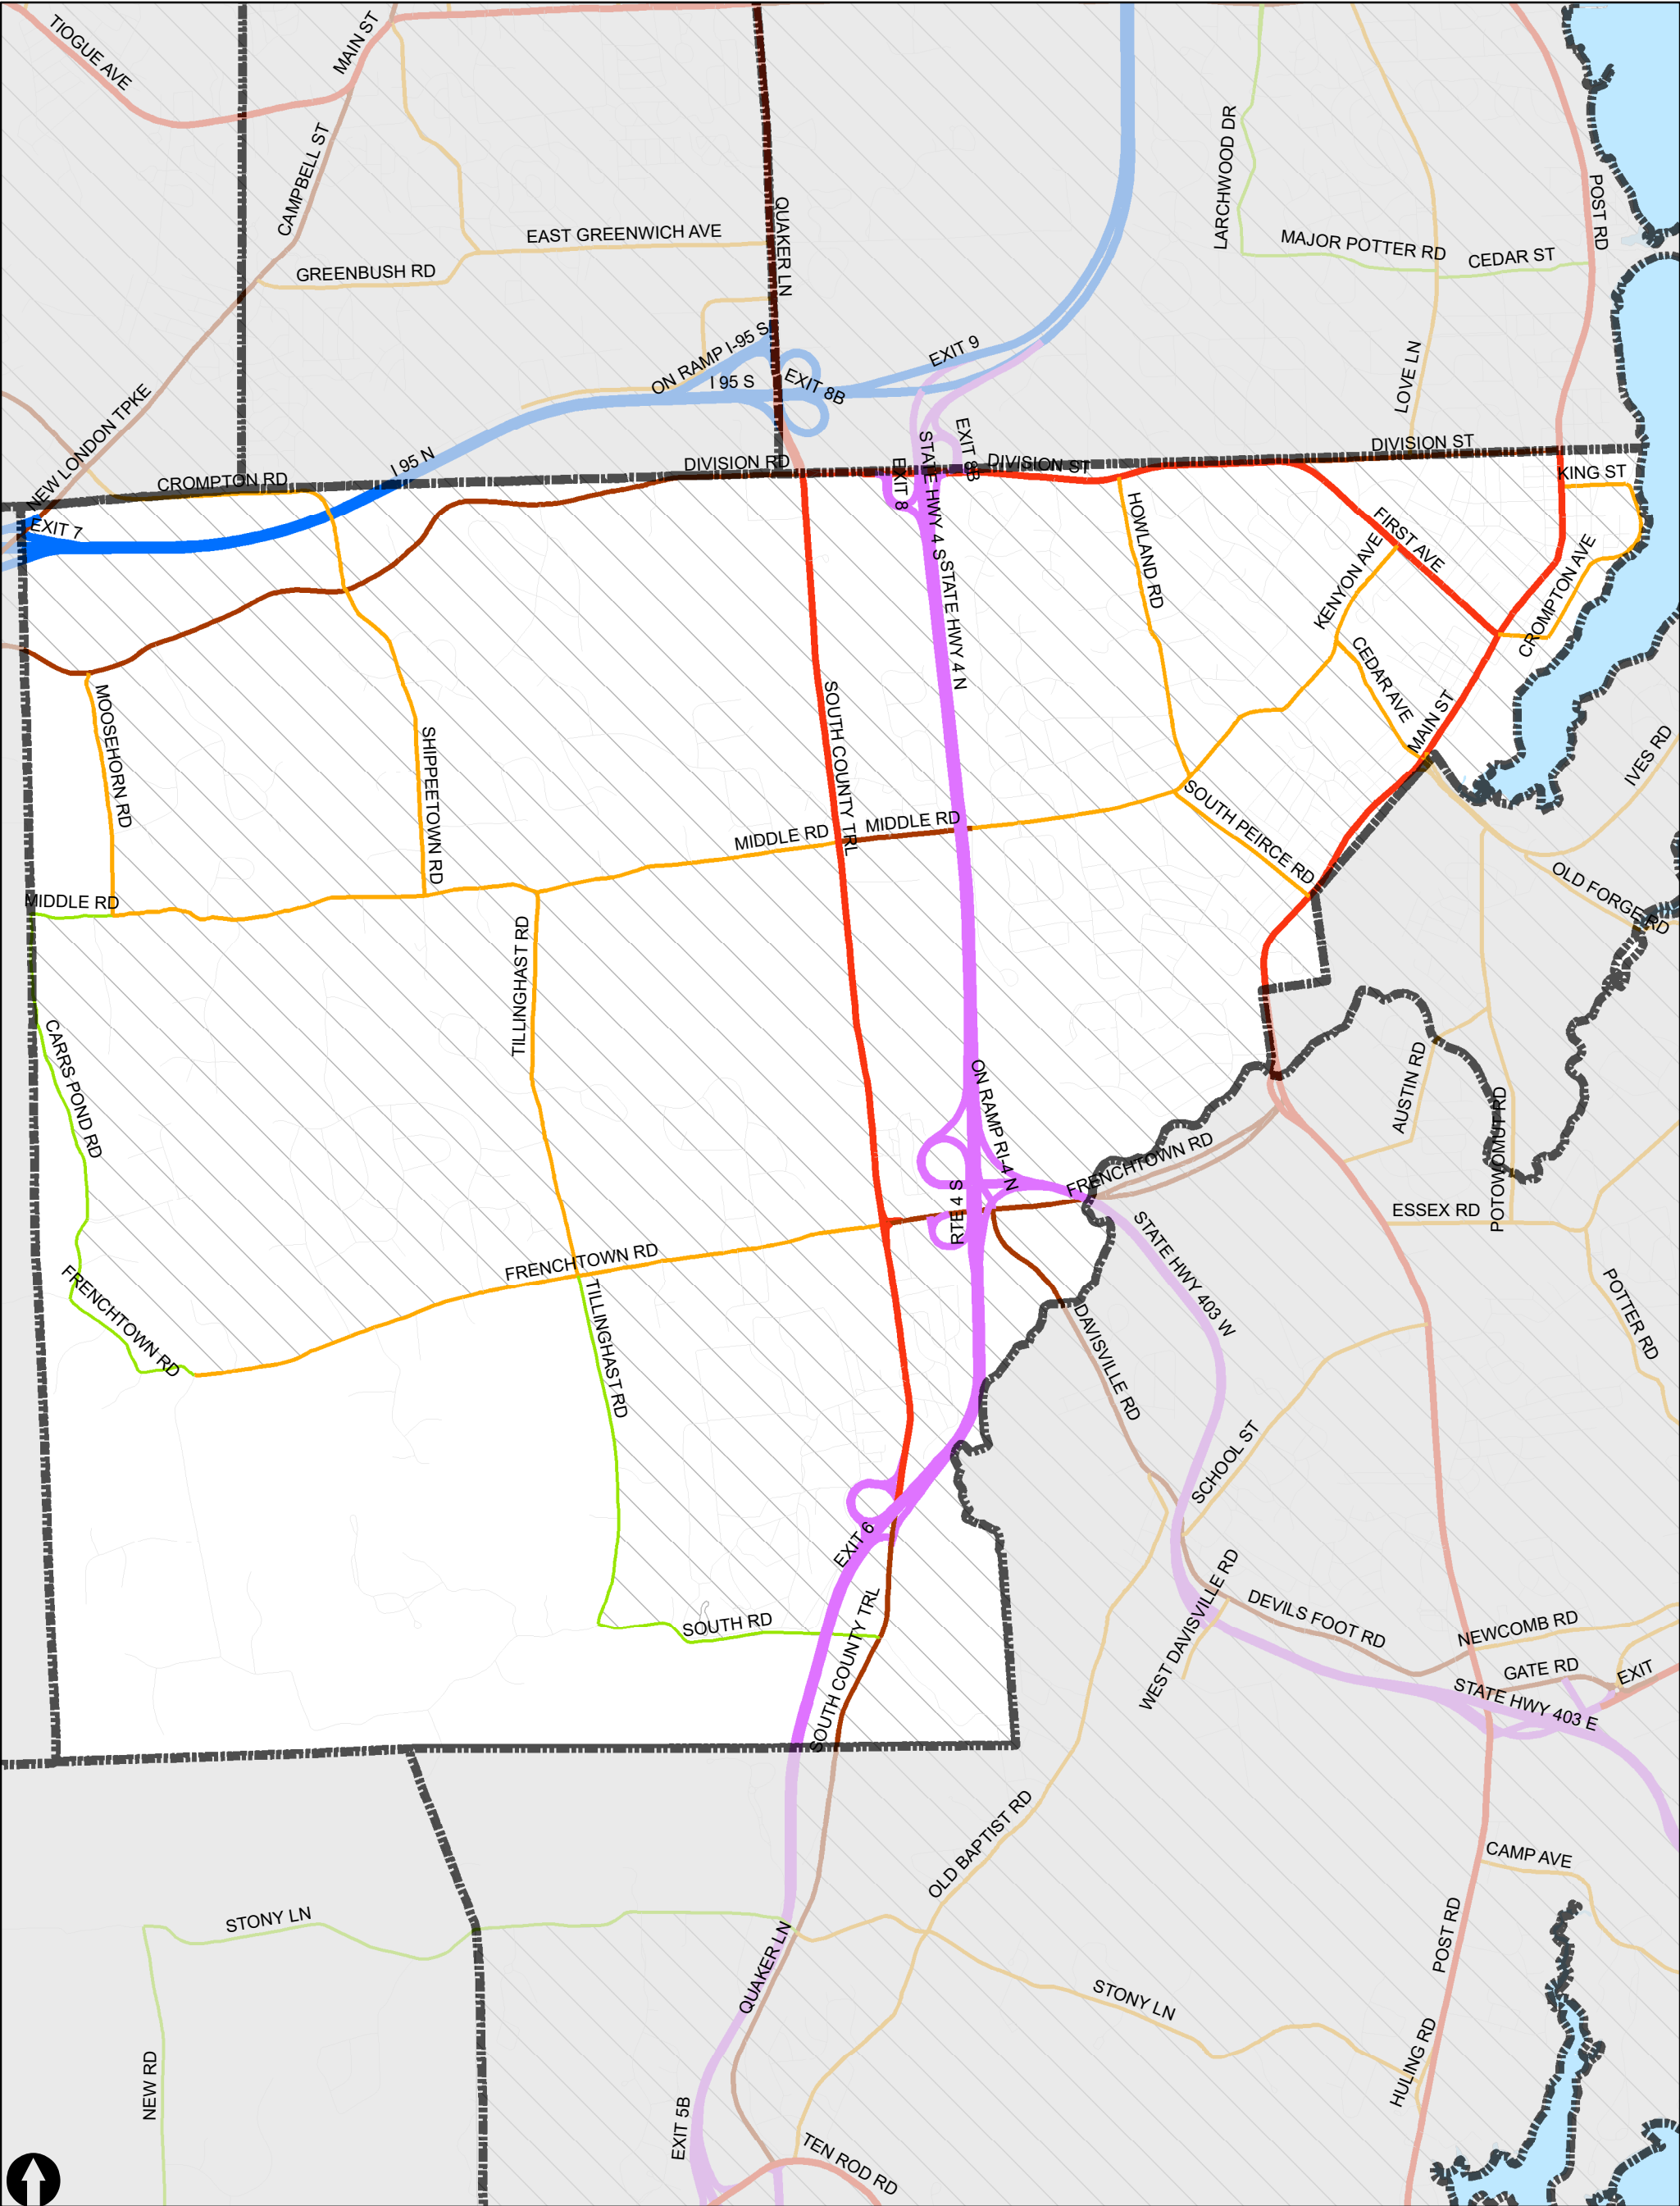 TIOGUE AVE
MAIN ST
CAMPBELL ST
QUAKER LN
LARCHWOOD DR
POST RD
EAST GREENWICH AVE
MAJOR POTTER RD
CEDAR ST
GREENBUSH RD
ON RAMP I-95 S
EXIT 9
I 95 S
EXIT 8B
LOVE LN
NEW LONDON TPKE
I 95 N
STATE HWY 4 S
EXIT 8B
DIVISION ST
DIVISION RD
DIVISION ST
CROMPTON RD
EXIT 8
KING ST
EXIT 7
HOWLAND RD
FIRST AVE
KENYON AVE
CROMPTON AVE
STATE HWY 4 N
CEDAR AVE
MOOSEHORN RD
SHIPPEETOWN RD
SOUTH COUNTY TRL
MAIN ST
IVES RD
MIDDLE RD
MIDDLE RD
SOUTH PEIRCE RD
MIDDLE RD
OLD FORGE RD
TILLINGHAST RD
CARRS POND RD
ON RAMP RI-4 N
AUSTIN RD
POTOWOMUT RD
FRENCHTOWN RD
RTE 4 S
ESSEX RD
STATE HWY 403 W
FRENCHTOWN RD
FRENCHTOWN RD
TILLINGHAST RD
DAVISVILLE RD
POTTER RD
SCHOOL ST
EXIT 6
WEST DAVISVILLE RD
DEVILS FOOT RD
SOUTH RD
SOUTH COUNTY TRL
NEWCOMB RD
GATE RD
EXIT
STATE HWY 403 E
OLD BAPTIST RD
CAMP AVE
STONY LN
QUAKER LN
POST RD
STONY LN
HULING RD
NEW RD
EXIT 5B
TEN ROD RD